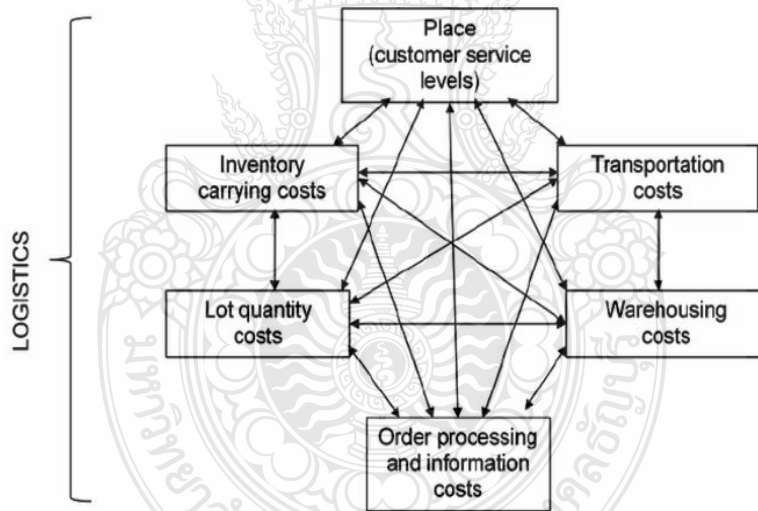 Place
(customer service
levels)
Inventory
carrying costs
Transportation
costs
LOGISTICS
Lot quantity
costs
Warehousing
costs
Order processing
and information
costs